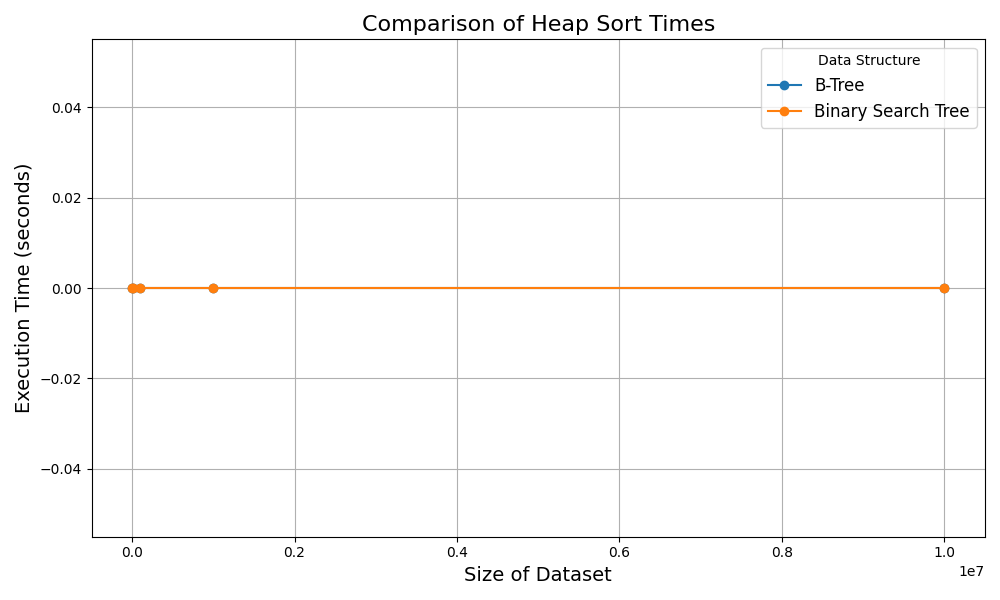 Comparison of Heap Sort Times
Data Structure
B-Tree
Binary Search Tree
Execution Time (seconds)
0.04
0.02
0.00
−0.02
−0.04
0.0 0.2 0.4 0.6 0.8 1.0
1e7
Size of Dataset